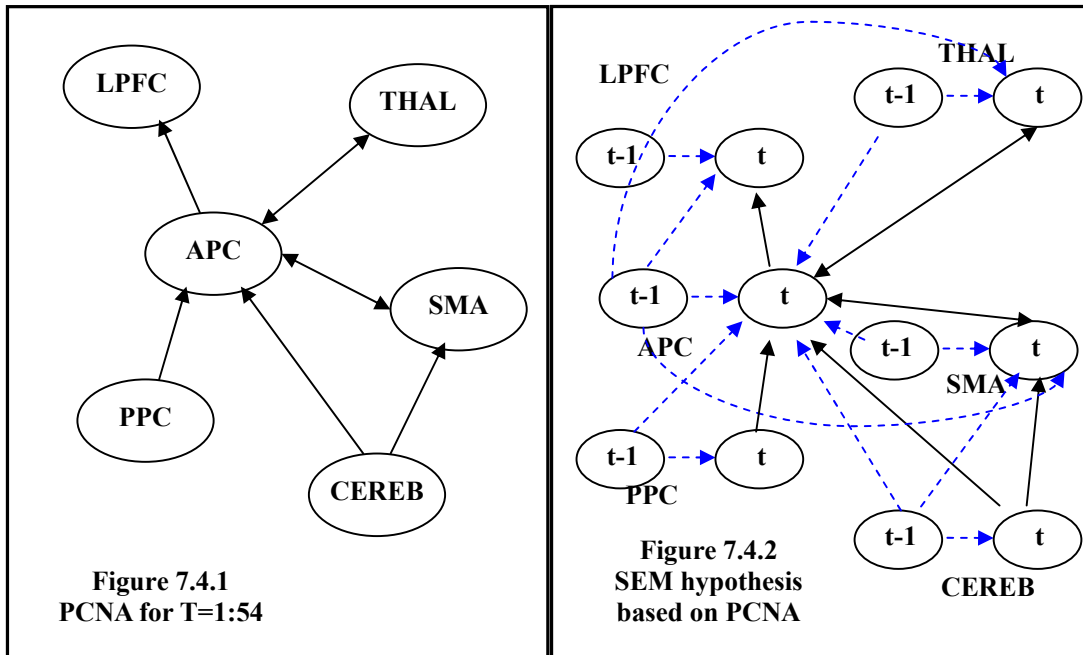 LPFC
THAL
APC
SMA
PPC
CEREB
Figure 7.4.1
PCNA for T=1:54
LPFC
THAL
t-1
t
t-1
t
t-1
t
APC
t-1
t
SMA
t-1
t
PPC
t-1
t
CEREB
Figure 7.4.2
SEM hypothesis
based on PCNA